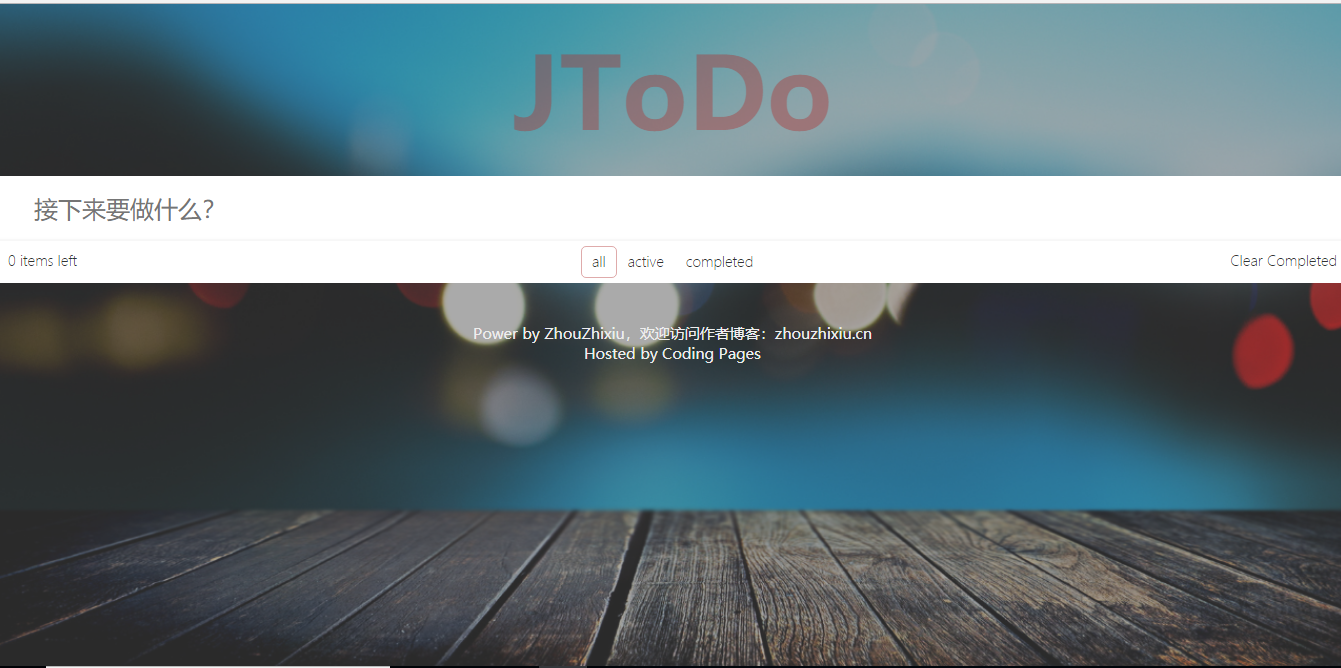 JToDo
接下来要做什么？
0 items left
all active completed
Clear Completed
Power by ZhouZhixiu，欢迎访问作者博客：zhouzhixiu.cn
Hosted by Coding Pages